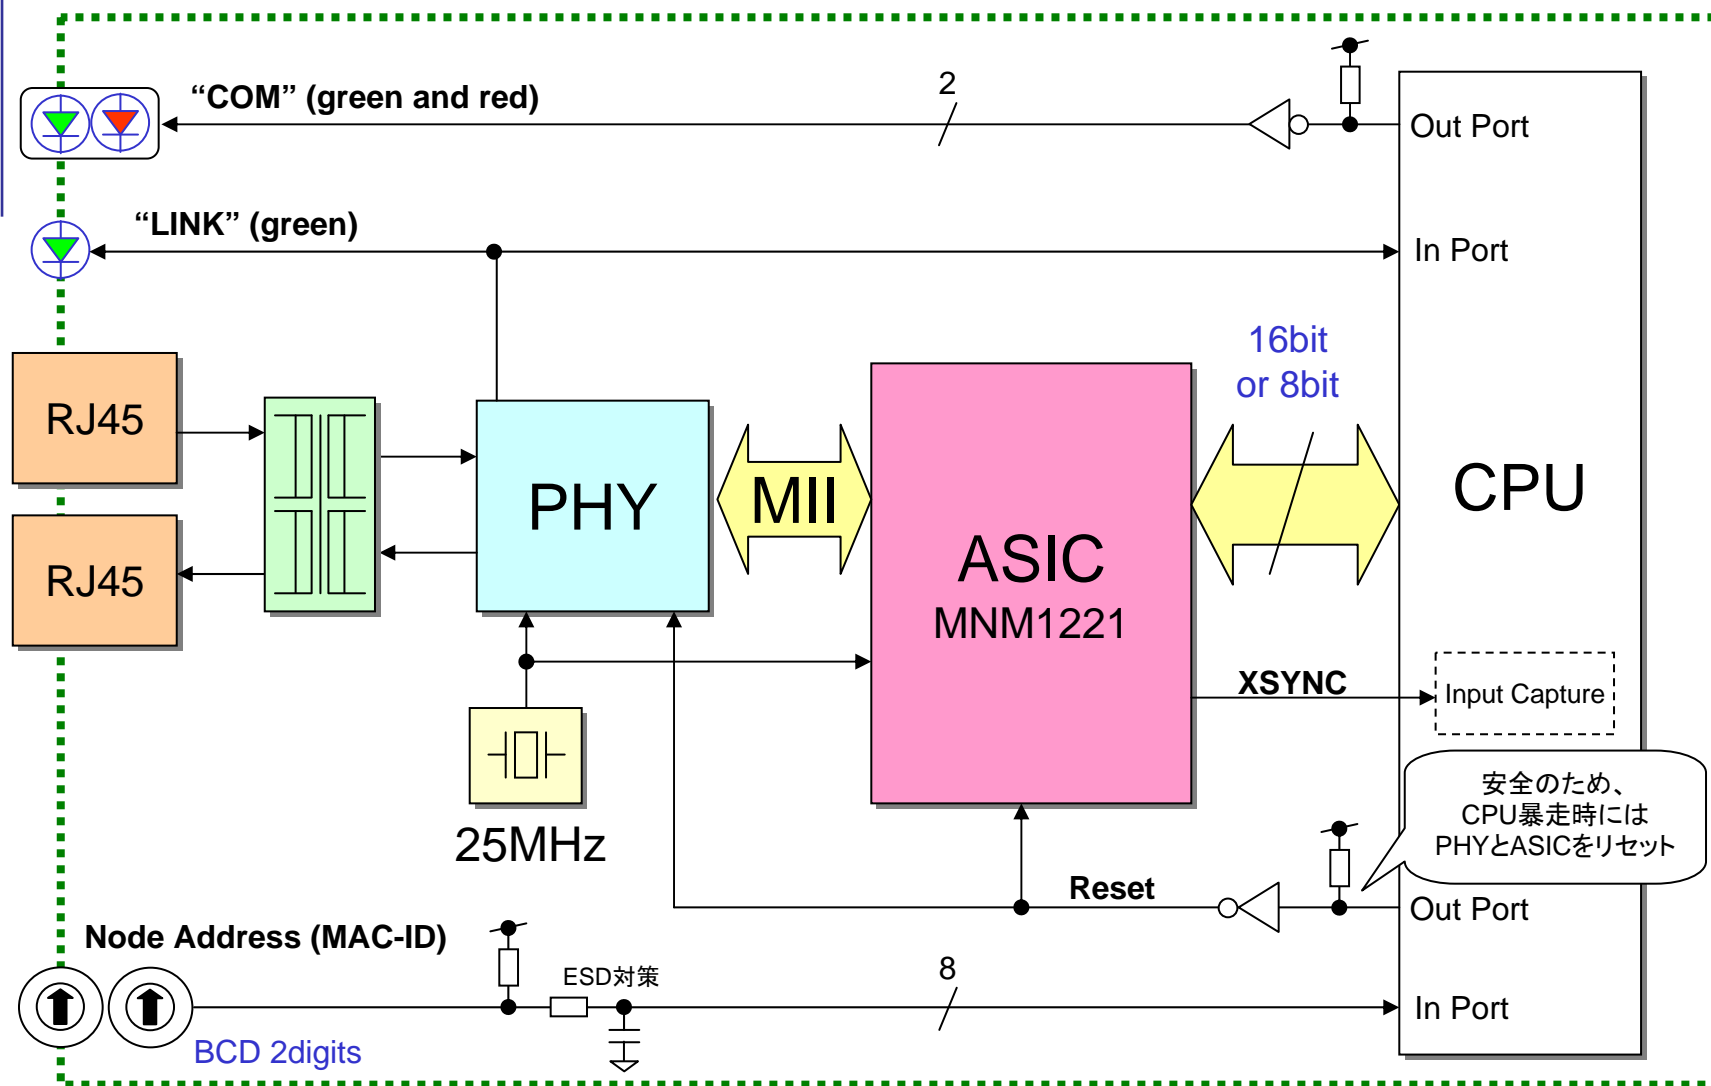 “COM” (green and red)
2
Out Port
“LINK” (green)
In Port
16bit
or 8bit
RJ45
RJ45
PHY
MII
ASIC
MNM1221
CPU
XSYNC
Input Capture
25MHz
安全のため、
CPU暴走時には
PHYとASICをリセット
Reset
Out Port
Node Address (MAC-ID)
ESD対策
8
In Port
BCD 2digits